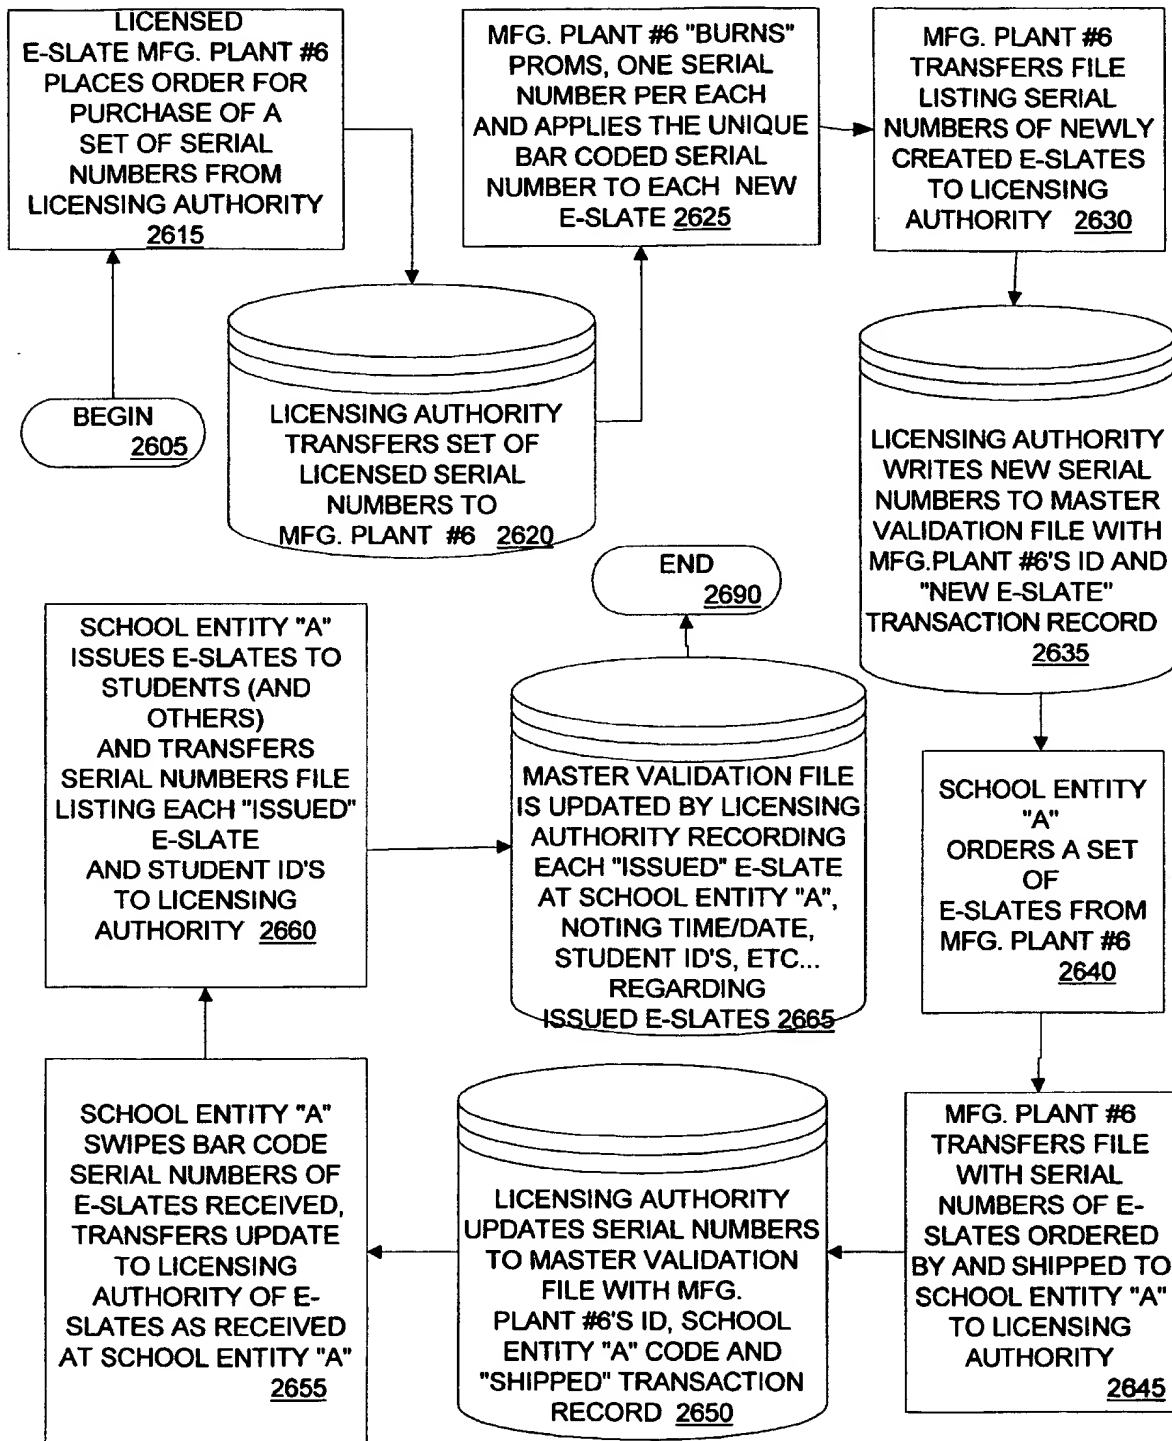 BEGIN
2605
LICENSED
E-SLATE MFG. PLANT #6
PLACES ORDER FOR
PURCHASE OF A
SET OF SERIAL
NUMBERS FROM
LICENSING AUTHORITY
2615
LICENSING AUTHORITY
TRANSFERS SET OF
LICENSED SERIAL
NUMBERS TO
MFG. PLANT #6 2620
MFG. PLANT #6 "BURNS"
PROMS, ONE SERIAL
NUMBER PER EACH
AND APPLIES THE UNIQUE
BAR CODED SERIAL
NUMBER TO EACH NEW
E-SLATE 2625
MFG. PLANT #6
TRANSFERS FILE
LISTING SERIAL
NUMBERS OF NEWLY
CREATED E-SLATES
TO LICENSING
AUTHORITY 2630
LICENSING AUTHORITY
WRITES NEW SERIAL
NUMBERS TO MASTER
VALIDATION FILE WITH
MFG.PLANT #6'S ID AND
"NEW E-SLATE"
TRANSACTION RECORD
2635
SCHOOL ENTITY
"A"
ORDERS A SET
OF
E-SLATES FROM
MFG. PLANT #6
2640
MFG. PLANT #6
TRANSFERS FILE
WITH SERIAL
NUMBERS OF E-
SLATES ORDERED
BY AND SHIPPED TO
SCHOOL ENTITY "A"
TO LICENSING
AUTHORITY
2645
LICENSING AUTHORITY
UPDATES SERIAL NUMBERS
TO MASTER VALIDATION
FILE WITH MFG.
PLANT #6'S ID, SCHOOL
ENTITY "A" CODE AND
"SHIPPED" TRANSACTION
RECORD 2650
SCHOOL ENTITY "A"
SWIPES BAR CODE
SERIAL NUMBERS OF
E-SLATES RECEIVED,
TRANSFERS UPDATE
TO LICENSING
AUTHORITY OF E-
SLATES AS RECEIVED
AT SCHOOL ENTITY "A"
2655
SCHOOL ENTITY "A"
ISSUES E-SLATES TO
STUDENTS (AND
OTHERS)
AND TRANSFERS
SERIAL NUMBERS FILE
LISTING EACH "ISSUED"
E-SLATE
AND STUDENT ID'S
TO LICENSING
AUTHORITY 2660
MASTER VALIDATION FILE
IS UPDATED BY LICENSING
AUTHORITY RECORDING
EACH "ISSUED" E-SLATE
AT SCHOOL ENTITY "A",
NOTING TIME/DATE,
STUDENT ID'S, ETC...
REGARDING
ISSUED E-SLATES 2665
END
2690